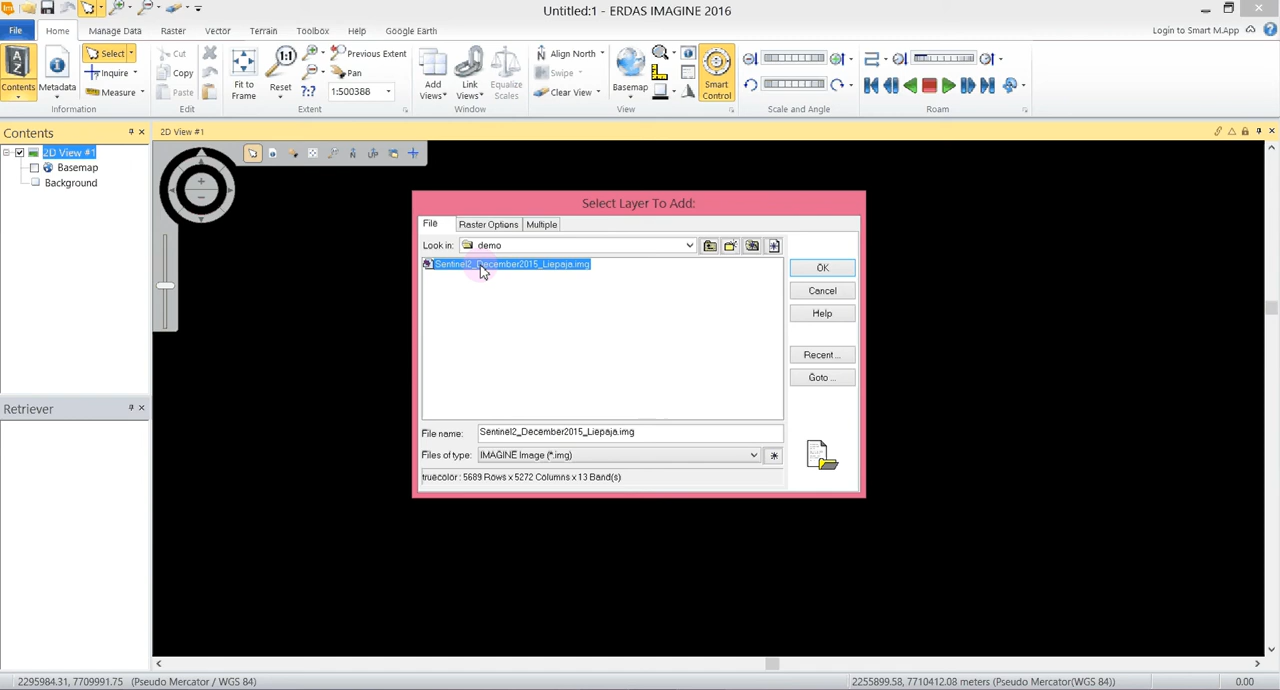 Untitled:1 - ERDAS IMAGINE 2016
File Home Manage Data Raster Vector Terrain Toolbox Help Google Earth Login to Smart M.App
Select Cut Previous Extent Align North
Inquire Copy Pan Swipe
Contents Metadata Measure Paste Fit to Frame Reset 1:500388 Add Views Link Views Equalize Scales Clear View Basemap Smart Control
Information Edit Extent Window View Scale and Angle Roam
Contents 2D View #1
2D View #1
Basemap
Background
UP
Select Layer To Add:
File Raster Options Multiple
Look in: demo
Sentinel2_December2015_Liepaja.img
OK
Cancel
Help
Recent ...
Goto ...
Retriever
File name: Sentinel2_December2015_Liepaja.img
Files of type: IMAGINE Image (*.img)
truecolor : 5689 Rows x 5272 Columns x 13 Band(s)
2295984.31, 7709991.75 (Pseudo Mercator / WGS 84) 2255899.58, 7710412.08 meters (Pseudo Mercator(WGS 84)) 0.00